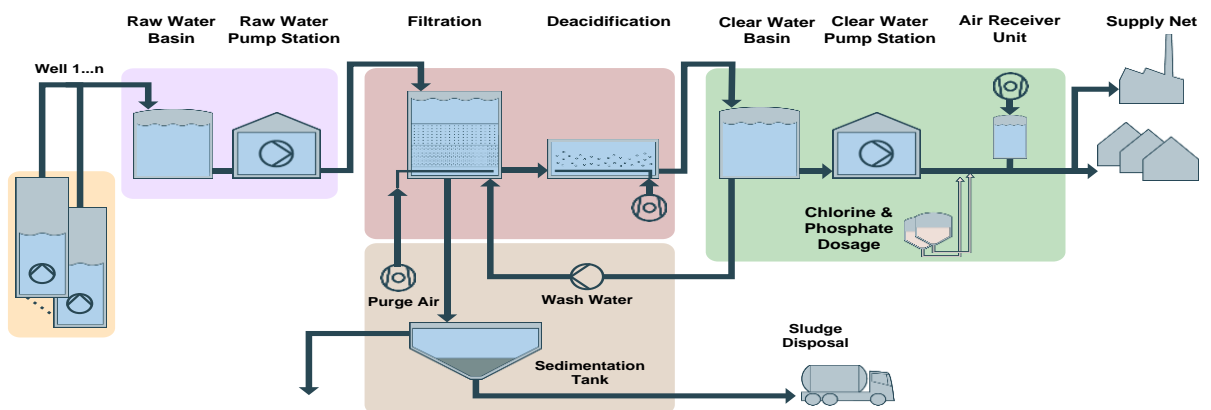 Raw Water
Basin
Raw Water
Pump Station
Filtration
Deacidification
Clear Water
Basin
Clear Water
Pump Station
Air Receiver
Unit
Supply Net
Well 1...n
Chlorine &
Phosphate
Dosage
Purge Air
Wash Water
Sedimentation
Tank
Sludge
Disposal